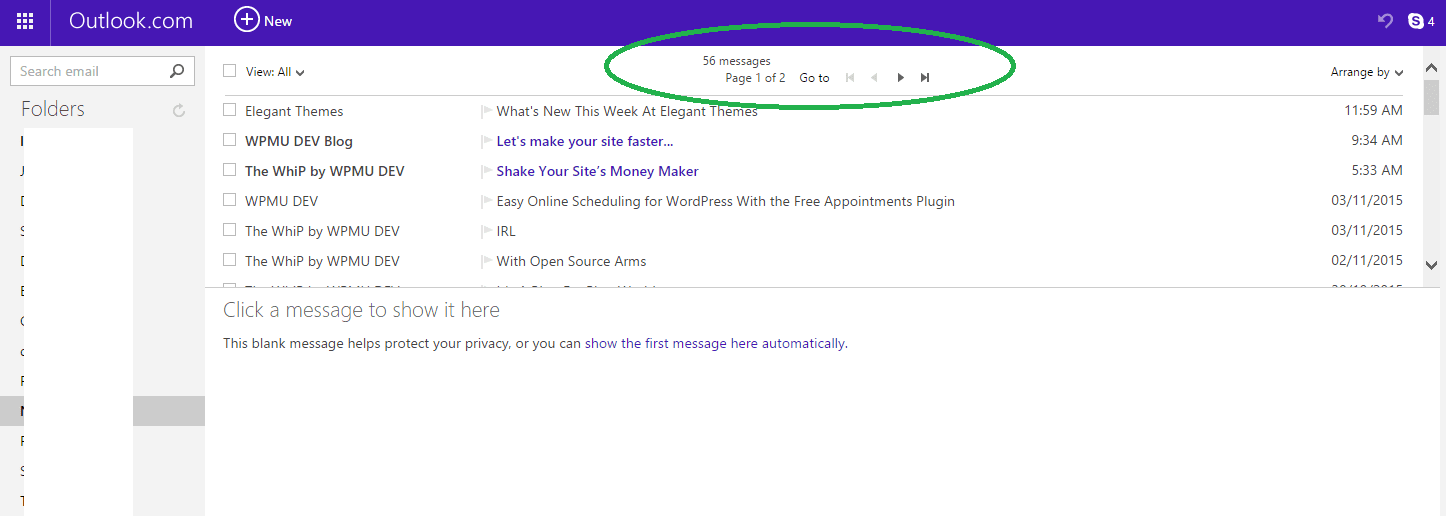 Outlook.com New 4
Search email
View: All
56 messages
Page 1 of 2 Go to
Arrange by
Folders
Elegant Themes What's New This Week At Elegant Themes 11:59 AM
WPMU DEV Blog Let's make your site faster... 9:34 AM
The WhiP by WPMU DEV Shake Your Site's Money Maker 5:33 AM
WPMU DEV Easy Online Scheduling for WordPress With the Free Appointments Plugin 03/11/2015
The WhiP by WPMU DEV IRL 03/11/2015
The WhiP by WPMU DEV With Open Source Arms 02/11/2015
Click a message to show it here
This blank message helps protect your privacy, or you can show the first message here automatically.